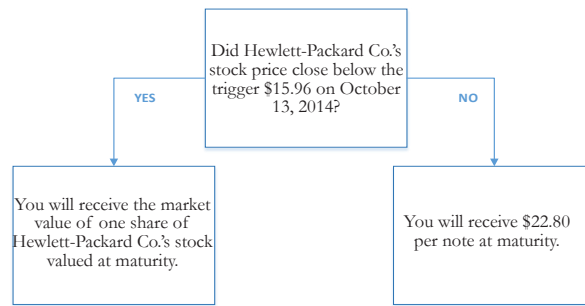 Did Hewlett-Packard Co.'s
stock price close below the
trigger $15.96 on October
13, 2014?
YES
NO
You will receive the market
value of one share of
Hewlett-Packard Co.'s stock
valued at maturity.
You will receive $22.80
per note at maturity.